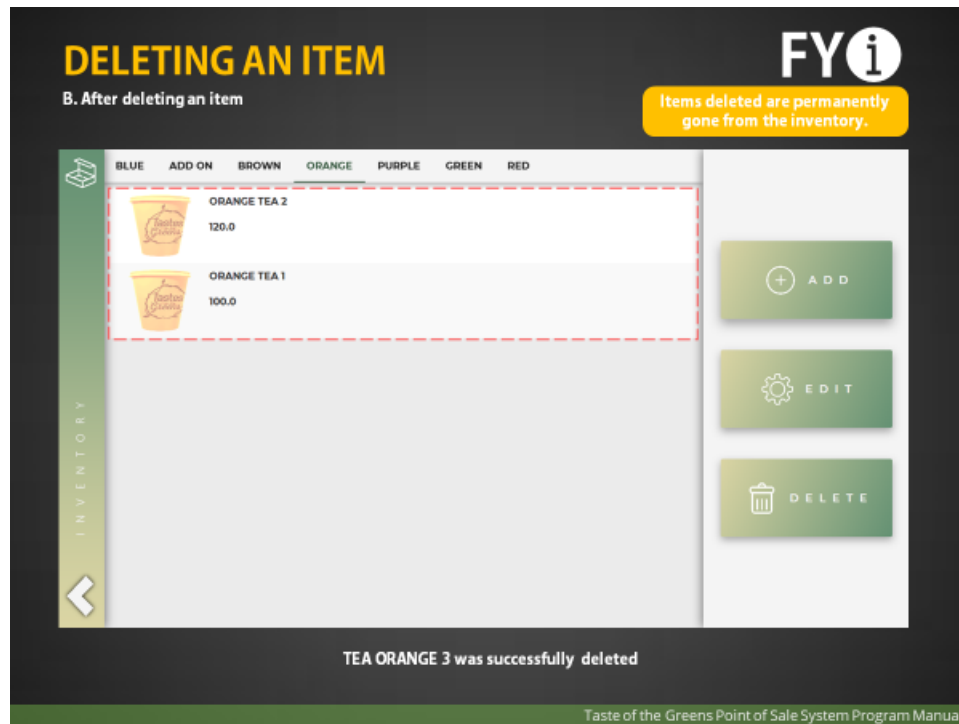 DELETING AN ITEM
FYi
B. After deleting an item
Items deleted are permanently
gone from the inventory.
BLUE ADD ON BROWN ORANGE PURPLE GREEN RED
ORANGE TEA 2
120.0
ORANGE TEA 1
100.0
ADD
EDIT
DELETE
INVENTORY
TEA ORANGE 3 was successfully deleted
Taste of the Greens Point of Sale System Program Manua